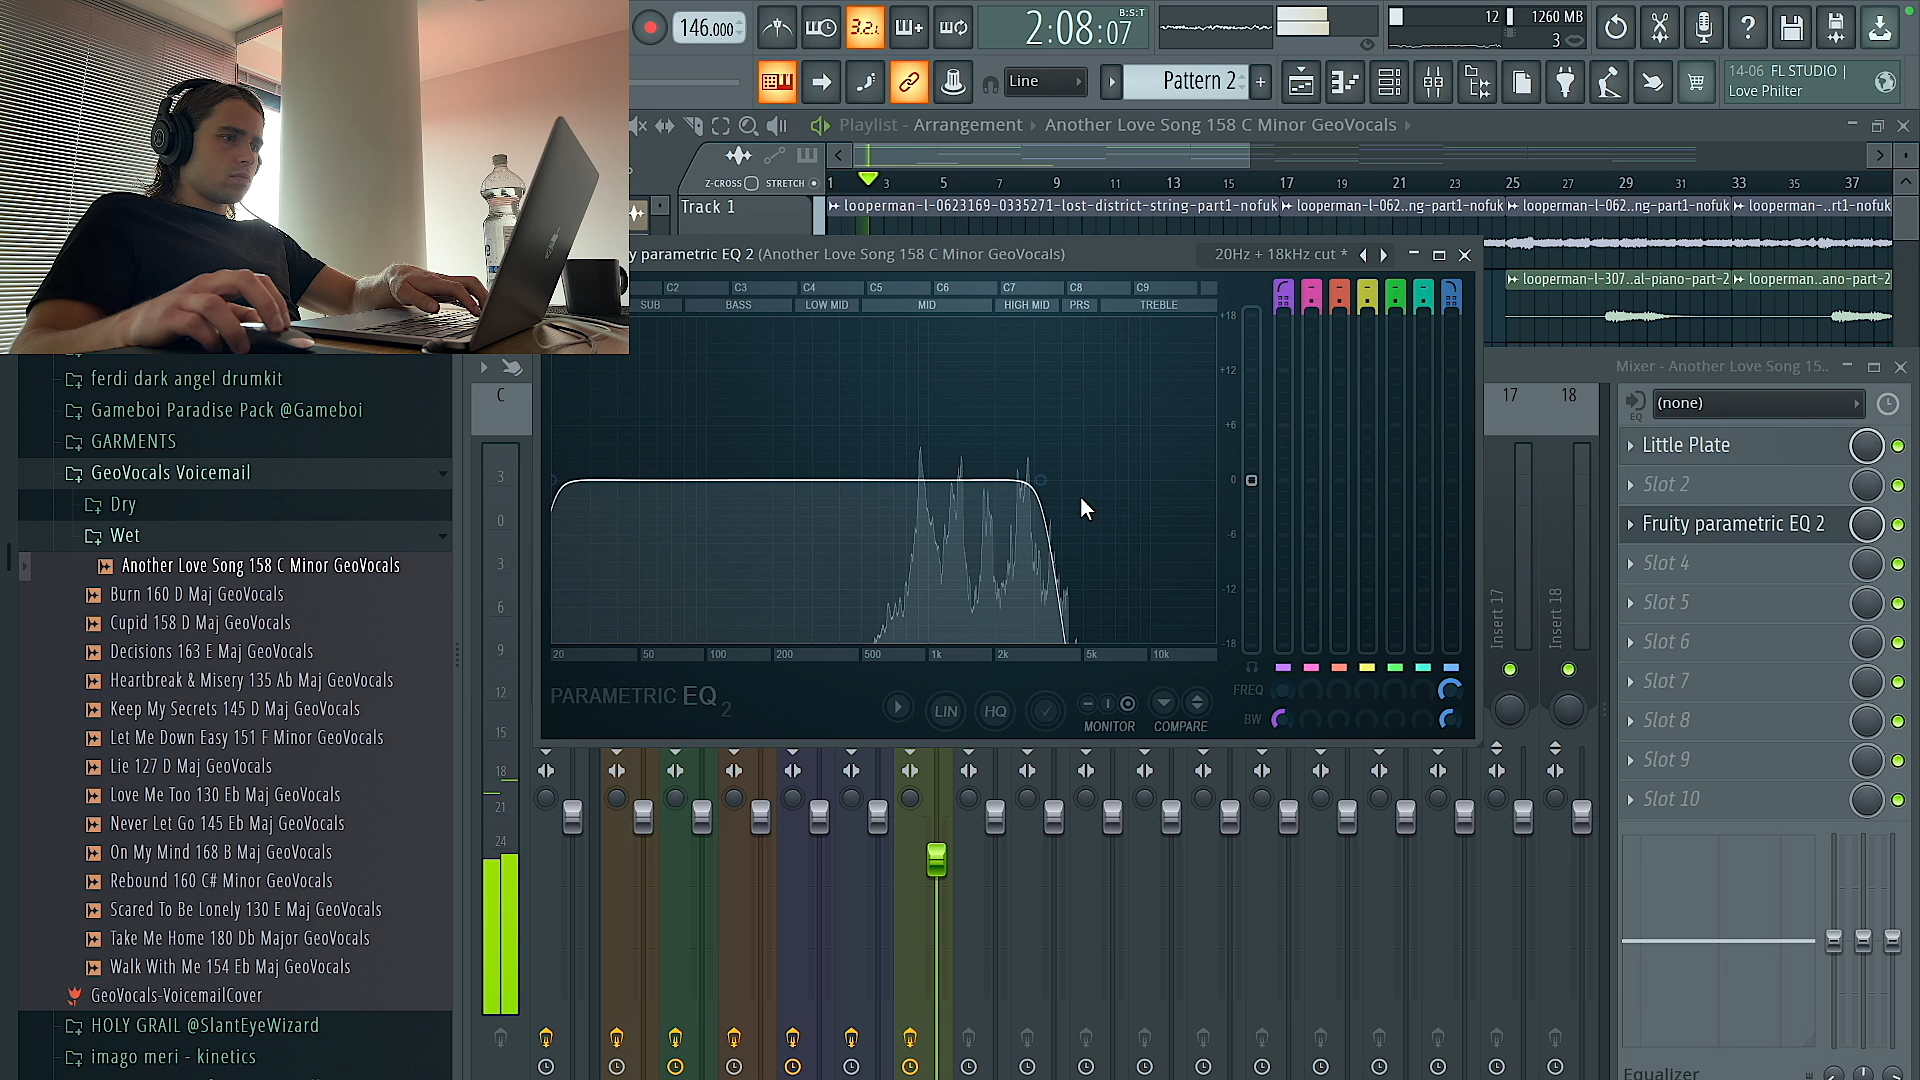 146.000
3.2.ı
2:08:07
B:S:T
12
1260 MB
3
Line
Pattern 2
14-06 FL STUDIO |
Love Philter
Playlist - Arrangement
Another Love Song 158 C Minor GeoVocals
Z-CROSS
STRETCH
1 3 5 7 9 11 13 15 17 19 21 23 25 27 29 31 33 35 37
Track 1
looperman-l-0623169-0335271-lost-district-string-part1-nofuk
looperman-l-062..ng-part1-nofuk
looperman-l-062..ng-part1-nofuk
looperman-..rt1-nofuk
looperman-l-307..al-piano-part-2
looperman..ano-part-2
y parametric EQ 2 (Another Love Song 158 C Minor GeoVocals)
20Hz + 18kHz cut *
C2 C3 C4 C5 C6 C7 C8 C9
SUB BASS LOW MID MID HIGH MID PRS TREBLE
+18
+12
+6
0
-6
-12
-18
20 50 100 200 500 1k 2k 5k 10k
PARAMETRIC EQ 2
LIN
HQ
MONITOR
COMPARE
FREQ
BW
ferdi dark angel drumkit
Gameboi Paradise Pack @Gameboi
GARMENTS
GeoVocals Voicemail
Dry
Wet
Another Love Song 158 C Minor GeoVocals
Burn 160 D Maj GeoVocals
Cupid 158 D Maj GeoVocals
Decisions 163 E Maj GeoVocals
Heartbreak & Misery 135 Ab Maj GeoVocals
Keep My Secrets 145 D Maj GeoVocals
Let Me Down Easy 151 F Minor GeoVocals
Lie 127 D Maj GeoVocals
Love Me Too 130 Eb Maj GeoVocals
Never Let Go 145 Eb Maj GeoVocals
On My Mind 168 B Maj GeoVocals
Rebound 160 C# Minor GeoVocals
Scared To Be Lonely 130 E Maj GeoVocals
Take Me Home 180 Db Major GeoVocals
Walk With Me 154 Eb Maj GeoVocals
GeoVocals-VoicemailCover
HOLY GRAIL @SlantEyeWizard
imago meri - kinetics
C
3
0
3
6
9
12
15
18
21
24
17
18
Insert 17
Insert 18
Mixer - Another Love Song 15..
EQ
(none)
Little Plate
Slot 2
Fruity parametric EQ 2
Slot 4
Slot 5
Slot 6
Slot 7
Slot 8
Slot 9
Slot 10
Equalizer